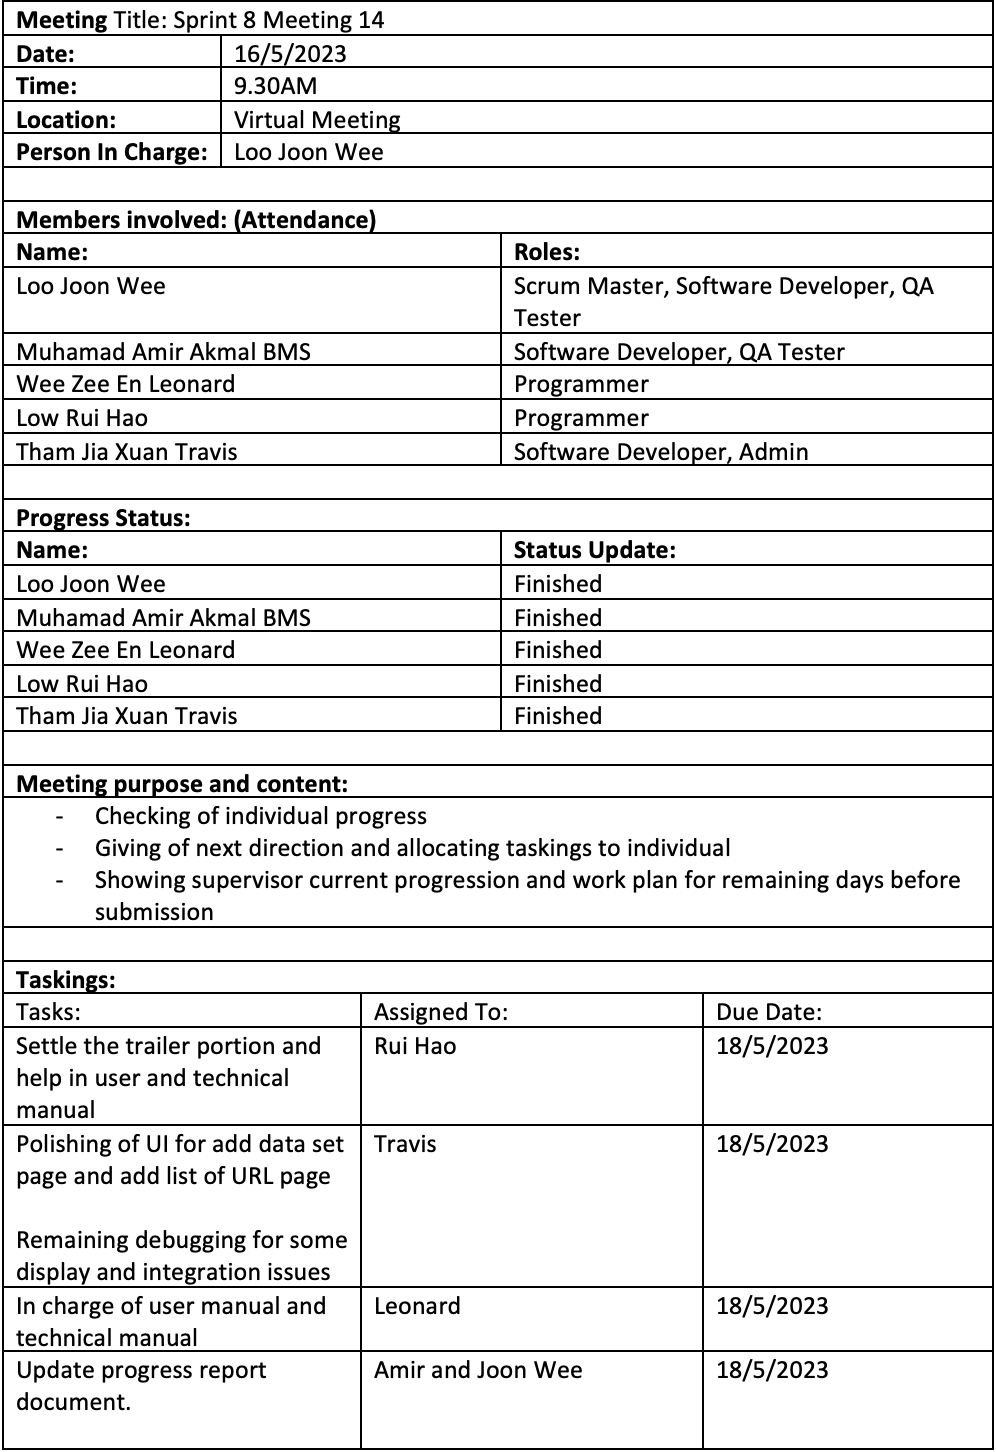 Meeting Title: Sprint 8 Meeting 14
Date: 16/5/2023
Time: 9.30AM
Location: Virtual Meeting
Person In Charge: Loo Joon Wee
Members involved: (Attendance)
Name: Roles:
Loo Joon Wee Scrum Master, Software Developer, QA
Tester
Muhamad Amir Akmal BMS Software Developer, QA Tester
Wee Zee En Leonard Programmer
Low Rui Hao Programmer
Tham Jia Xuan Travis Software Developer, Admin
Progress Status:
Name: Status Update:
Loo Joon Wee Finished
Muhamad Amir Akmal BMS Finished
Wee Zee En Leonard Finished
Low Rui Hao Finished
Tham Jia Xuan Travis Finished
Meeting purpose and content:
- Checking of individual progress
- Giving of next direction and allocating taskings to individual
- Showing supervisor current progression and work plan for remaining days before
submission
Taskings:
Tasks: Assigned To: Due Date:
Settle the trailer portion and Rui Hao 18/5/2023
help in user and technical
manual
Polishing of UI for add data set Travis 18/5/2023
page and add list of URL page
Remaining debugging for some
display and integration issues
In charge of user manual and Leonard 18/5/2023
technical manual
Update progress report Amir and Joon Wee 18/5/2023
document.